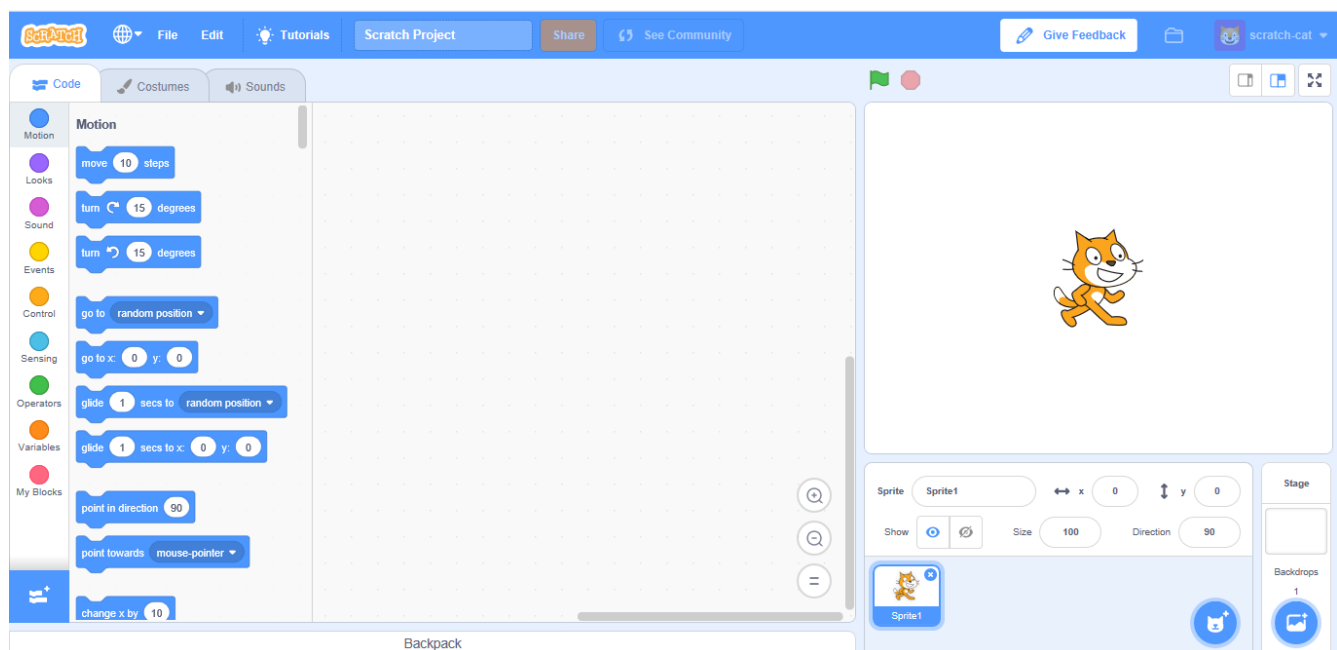 SCRATCH File Edit Tutorials Scratch Project Share See Community Give Feedback scratch-cat
Code Costumes Sounds
Motion
Looks
Sound
Events
Control
Sensing
Operators
Variables
My Blocks
Motion
move 10 steps
turn 15 degrees
turn 15 degrees
go to random position
go to x: 0 y: 0
glide 1 secs to random position
glide 1 secs to x: 0 y: 0
point in direction 90
point towards mouse-pointer
change x by 10
Backpack
Sprite Sprite1 x 0 y 0
Show Size 100 Direction 90
Sprite1
Stage
Backdrops
1